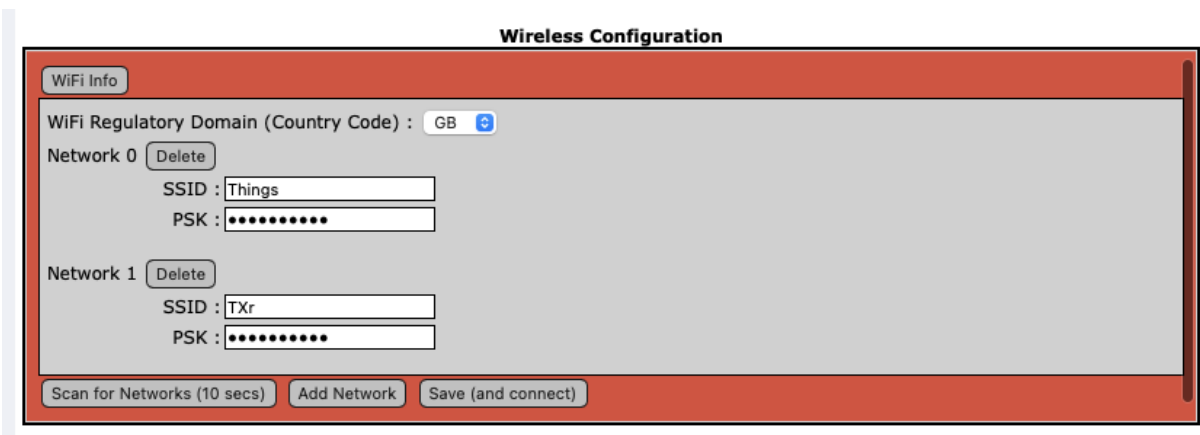 Wireless Configuration
WiFi Info
WiFi Regulatory Domain (Country Code) : GB
Network 0 Delete
SSID : Things
PSK : ••••••••••
Network 1 Delete
SSID : TXr
PSK : ••••••••••
Scan for Networks (10 secs) Add Network Save (and connect)